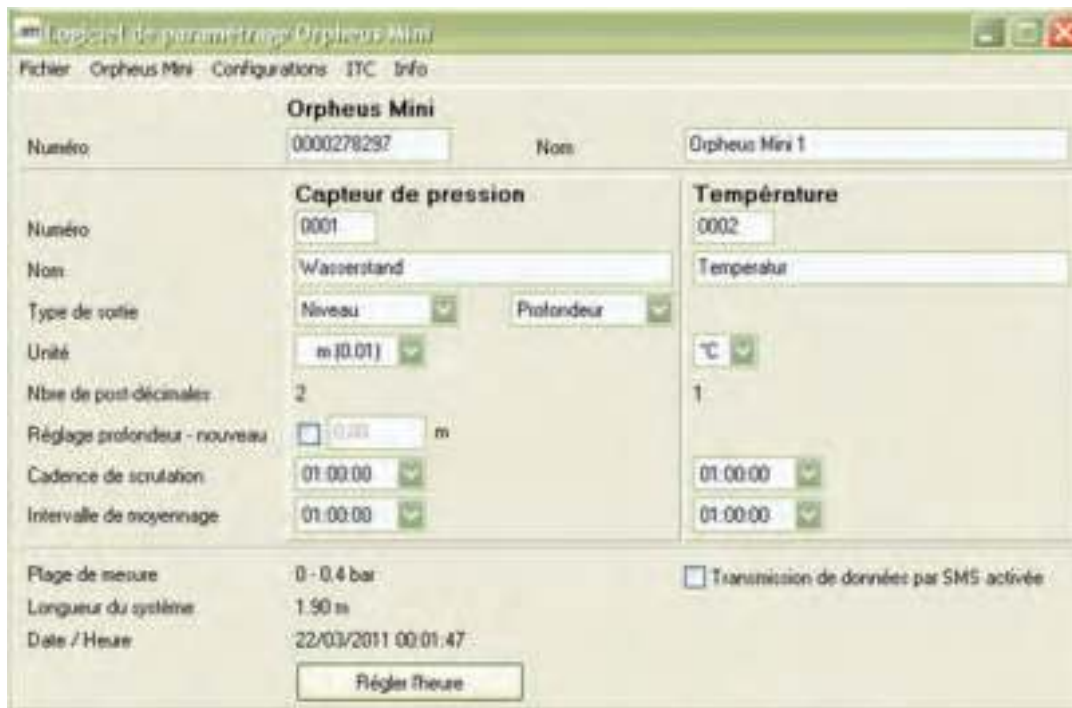 Logiciel de paramétrage Orpheus Mini
Fichier Orpheus Mini Configurations ITC Info
Orpheus Mini
Numéro 0000278297 Nom Orpheus Mini 1
Capteur de pression Température
Numéro 0001 0002
Nom Wasserstand Temperatur
Type de sortie Niveau Profondeur
Unité m (0.01) °C
Nbre de post-décimales 2 1
Réglage profondeur - nouveau 0.00 m
Cadence de scrutation 01:00:00 01:00:00
Intervalle de moyennage 01:00:00 01:00:00
Plage de mesure 0 - 0.4 bar Transmission de données par SMS activée
Longueur du système 1.90 m
Date / Heure 22/03/2011 00:01:47
Régler l'heure